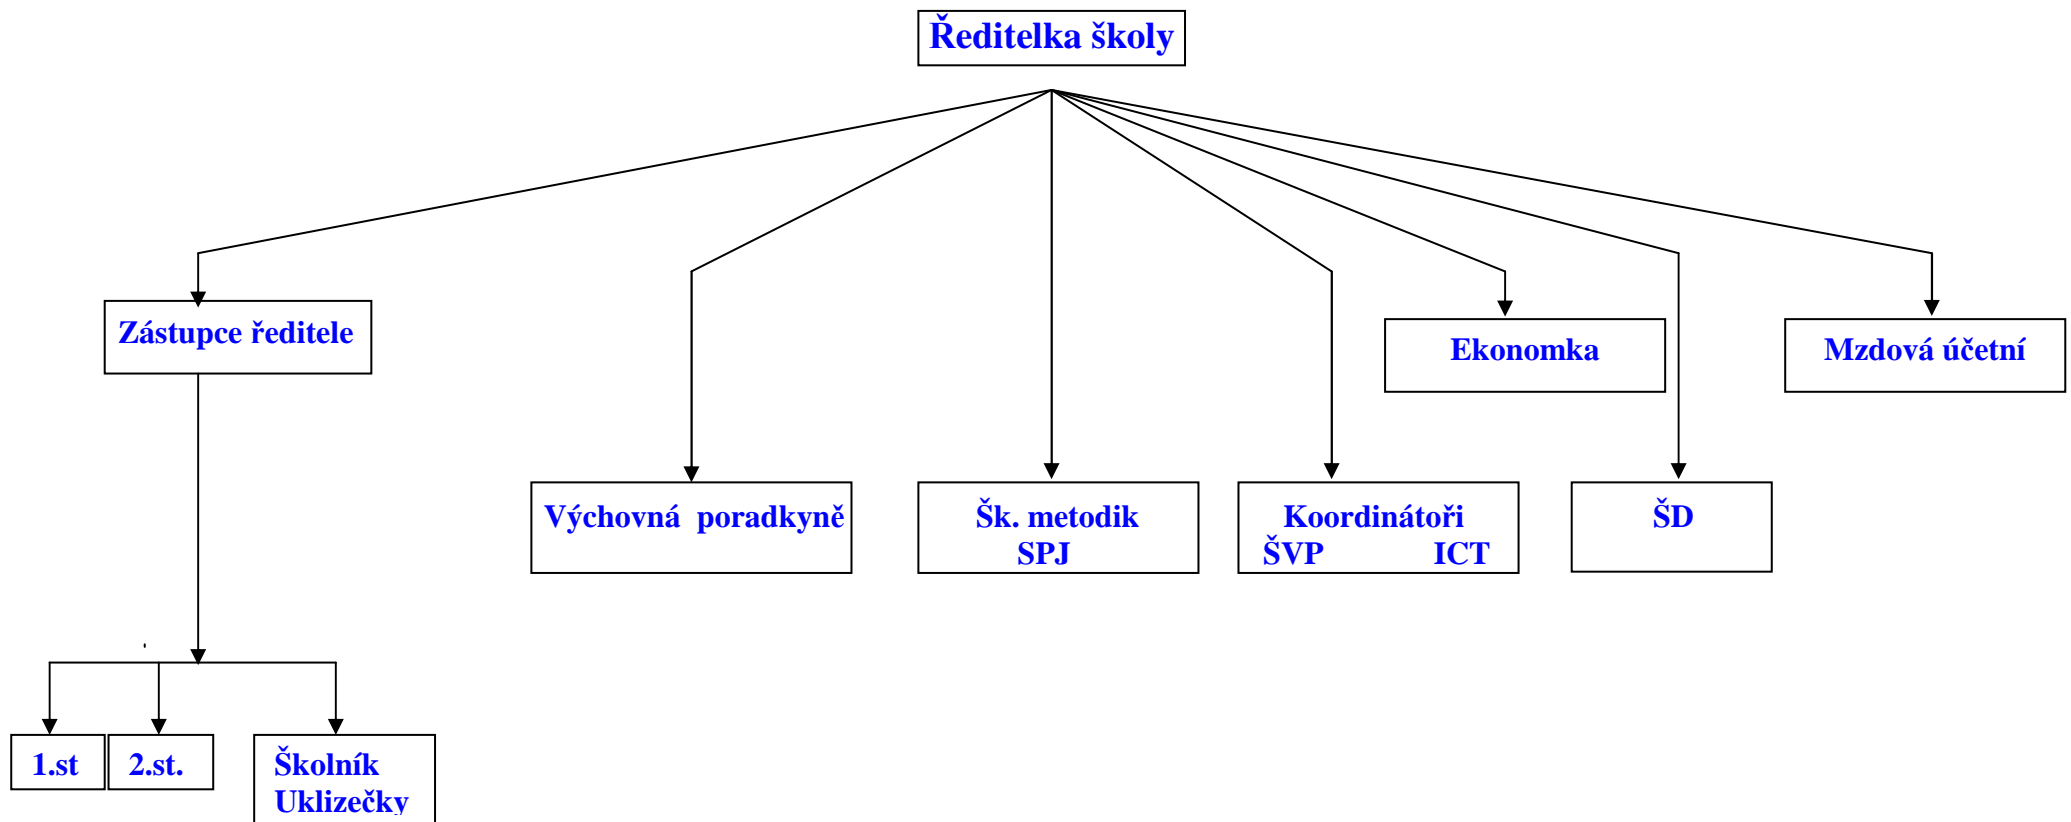 Ředitelka školy
Zástupce ředitele
Ekonomka
Mzdová účetní
Výchovná poradkyně
Šk. metodik
SPJ
Koordinátoři
ŠVP ICT
ŠD
1.st
2.st.
Školník
Uklizečky